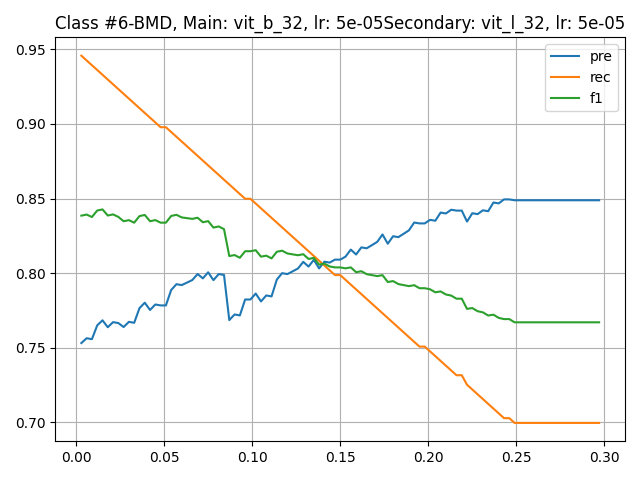 Class #6-BMD, Main: vit_b_32, lr: 5e-05Secondary: vit_l_32, lr: 5e-05
pre
rec
f1
0.95
0.90
0.85
0.80
0.75
0.70
0.00 0.05 0.10 0.15 0.20 0.25 0.30